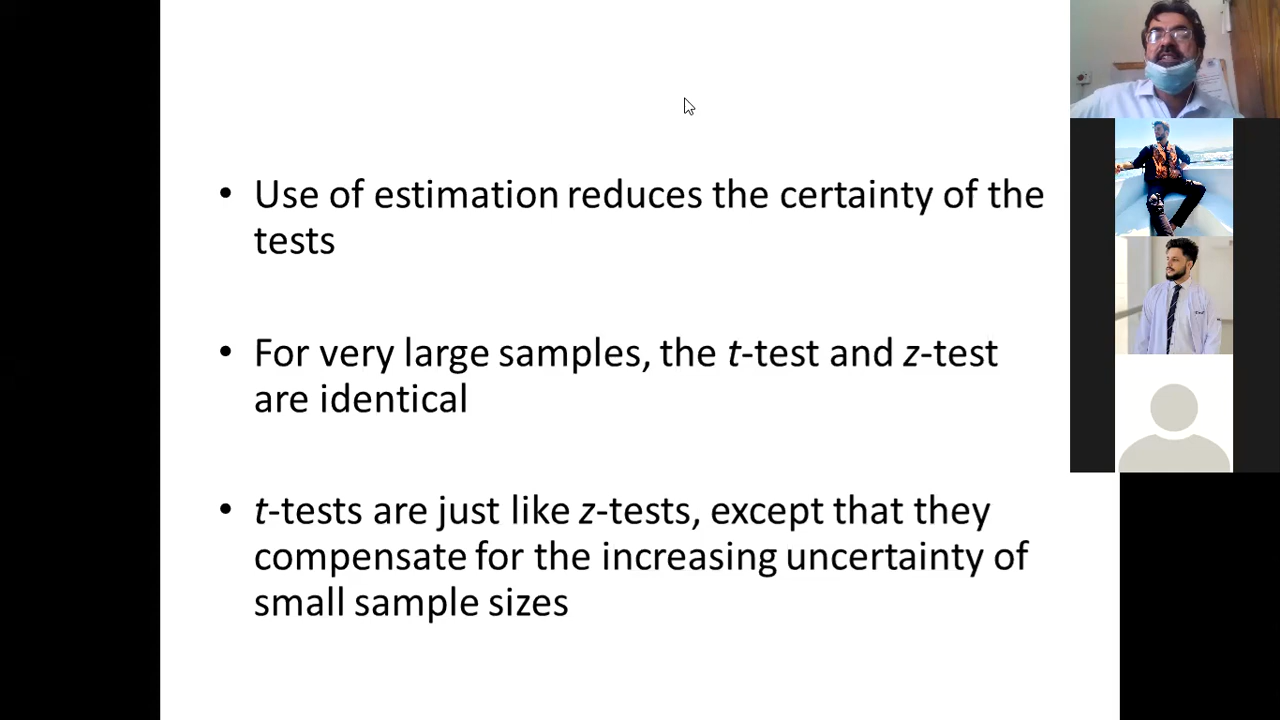 • Use of estimation reduces the certainty of the
tests
• For very large samples, the t-test and z-test
are identical
• t-tests are just like z-tests, except that they
compensate for the increasing uncertainty of
small sample sizes